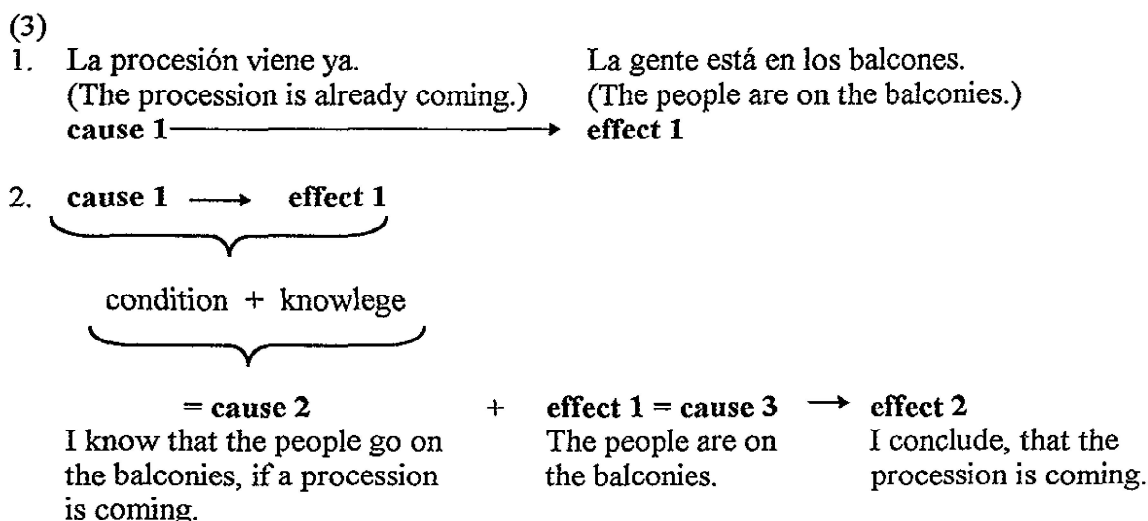 (3)
1. La procesión viene ya. La gente está en los balcones.
(The procession is already coming.) (The people are on the balconies.)
cause 1 → effect 1
2. cause 1 → effect 1
condition + knowlege
= cause 2 + effect 1 = cause 3 → effect 2
I know that the people go on The people are on I conclude, that the
the balconies, if a procession the balconies. procession is coming.
is coming.